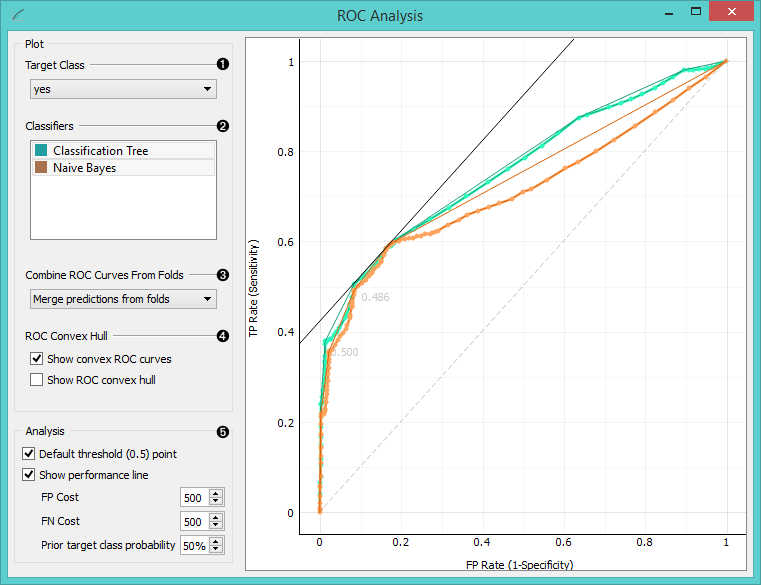 ROC Analysis
Plot
Target Class 1
yes
Classifiers 2
Classification Tree
Naive Bayes
Combine ROC Curves From Folds 3
Merge predictions from folds
ROC Convex Hull 4
Show convex ROC curves
Show ROC convex hull
Analysis 5
Default threshold (0.5) point
Show performance line
FP Cost 500
FN Cost 500
Prior target class probability 50%
TP Rate (Sensitivity)
1
0.8
0.6
0.4
0.2
0
0.486
0.500
0 0.2 0.4 0.6 0.8 1
FP Rate (1-Specificity)